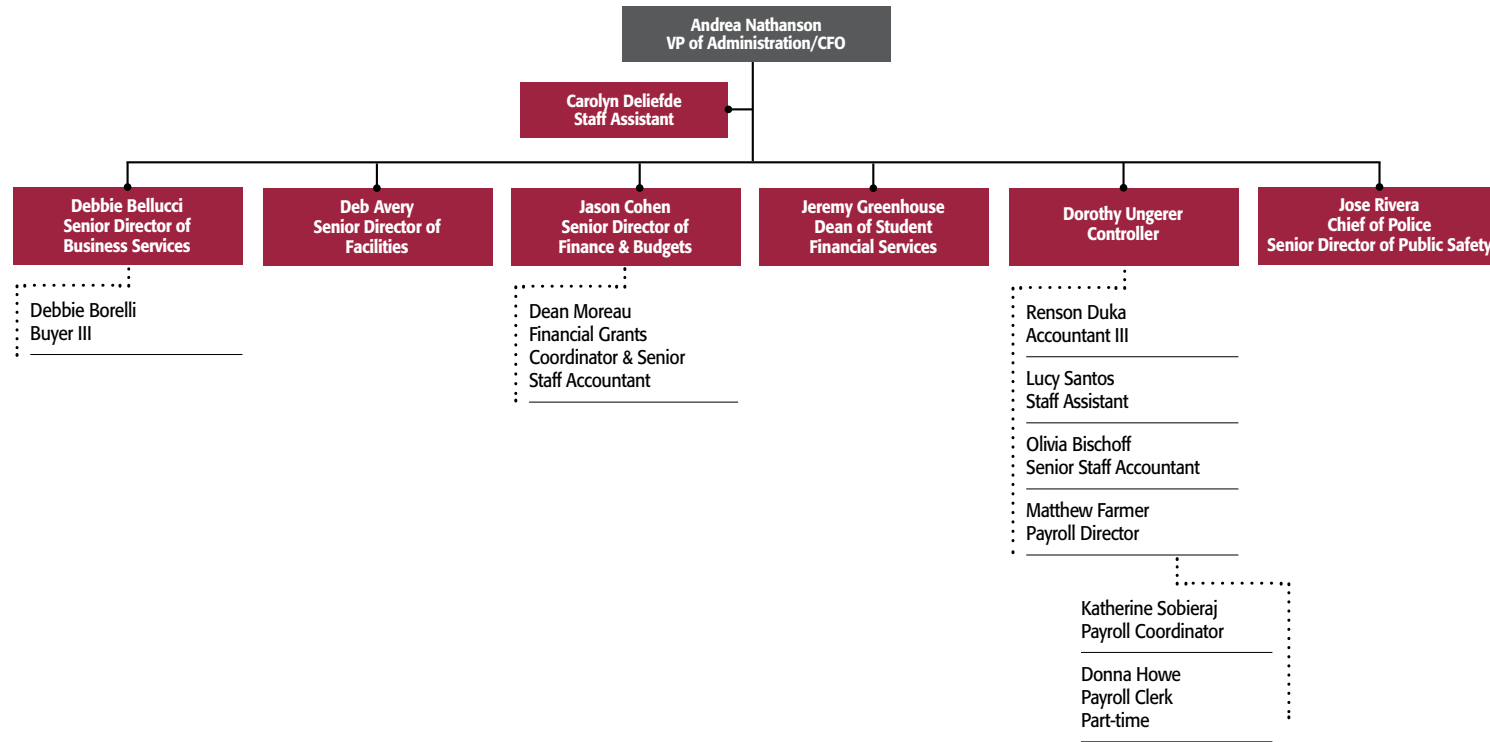 Andrea Nathanson
VP of Administration/CFO
Carolyn Deliefde
Staff Assistant
Debbie Bellucci
Senior Director of
Business Services
Deb Avery
Senior Director of
Facilities
Jason Cohen
Senior Director of
Finance & Budgets
Jeremy Greenhouse
Dean of Student
Financial Services
Dorothy Ungerer
Controller
Jose Rivera
Chief of Police
Senior Director of Public Safety
Debbie Borelli
Buyer III
Dean Moreau
Financial Grants
Coordinator & Senior
Staff Accountant
Renson Duka
Accountant III
Lucy Santos
Staff Assistant
Olivia Bischoff
Senior Staff Accountant
Matthew Farmer
Payroll Director
Katherine Sobieraj
Payroll Coordinator
Donna Howe
Payroll Clerk
Part-time